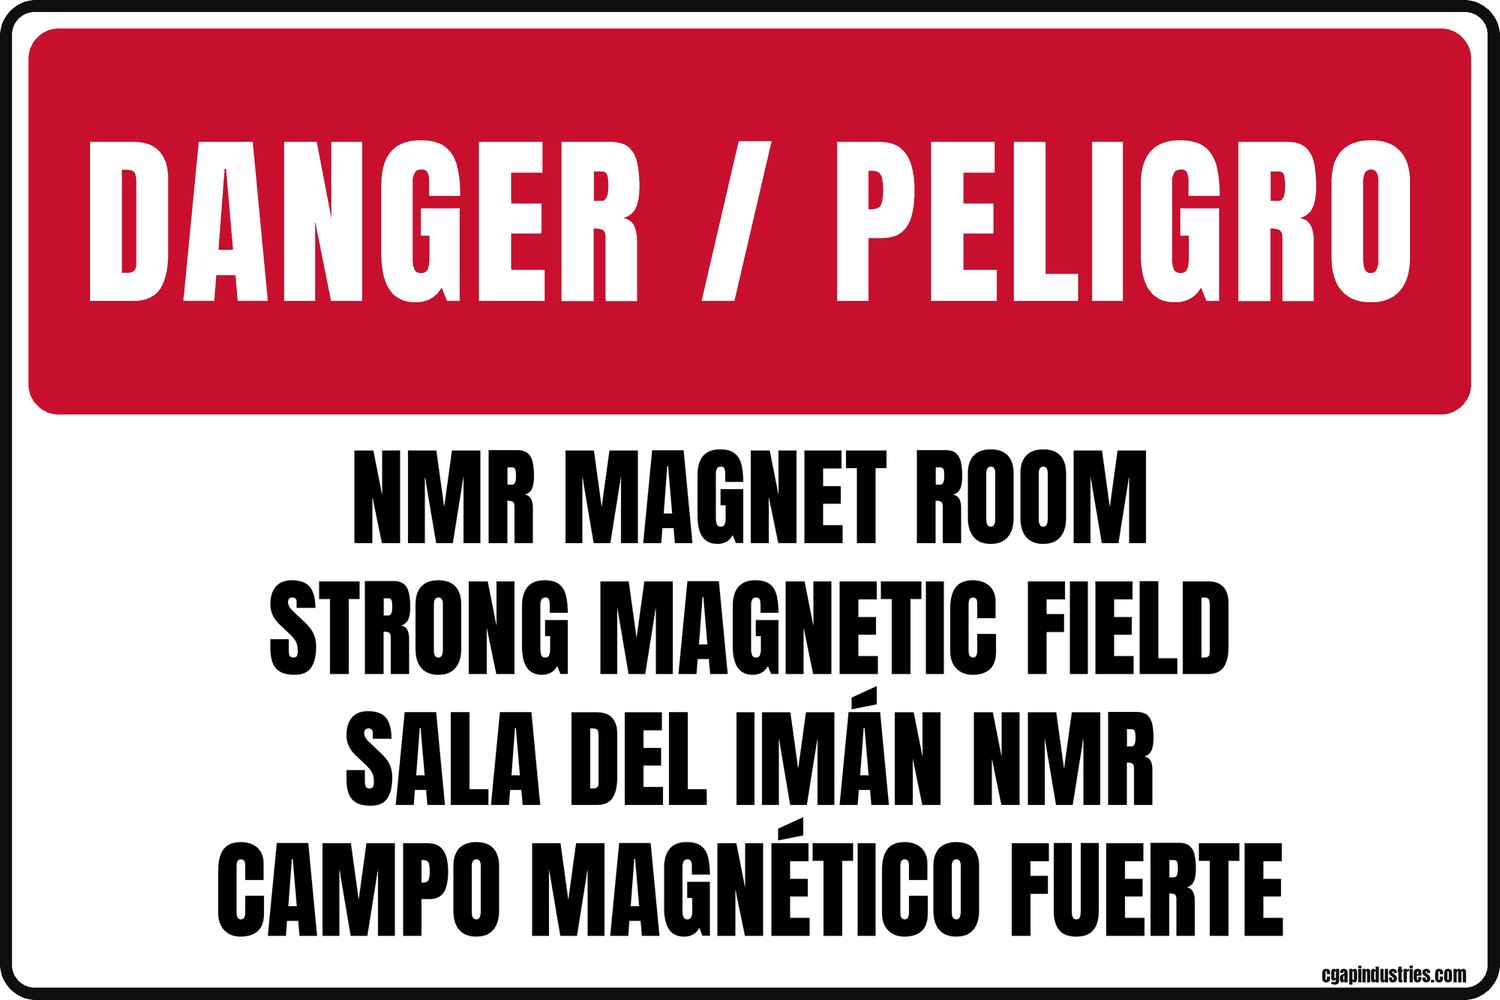 DANGER / PELIGRO
NMR MAGNET ROOM
STRONG MAGNETIC FIELD
SALA DEL IMÁN NMR
CAMPO MAGNÉTICO FUERTE
cgapindustries.com